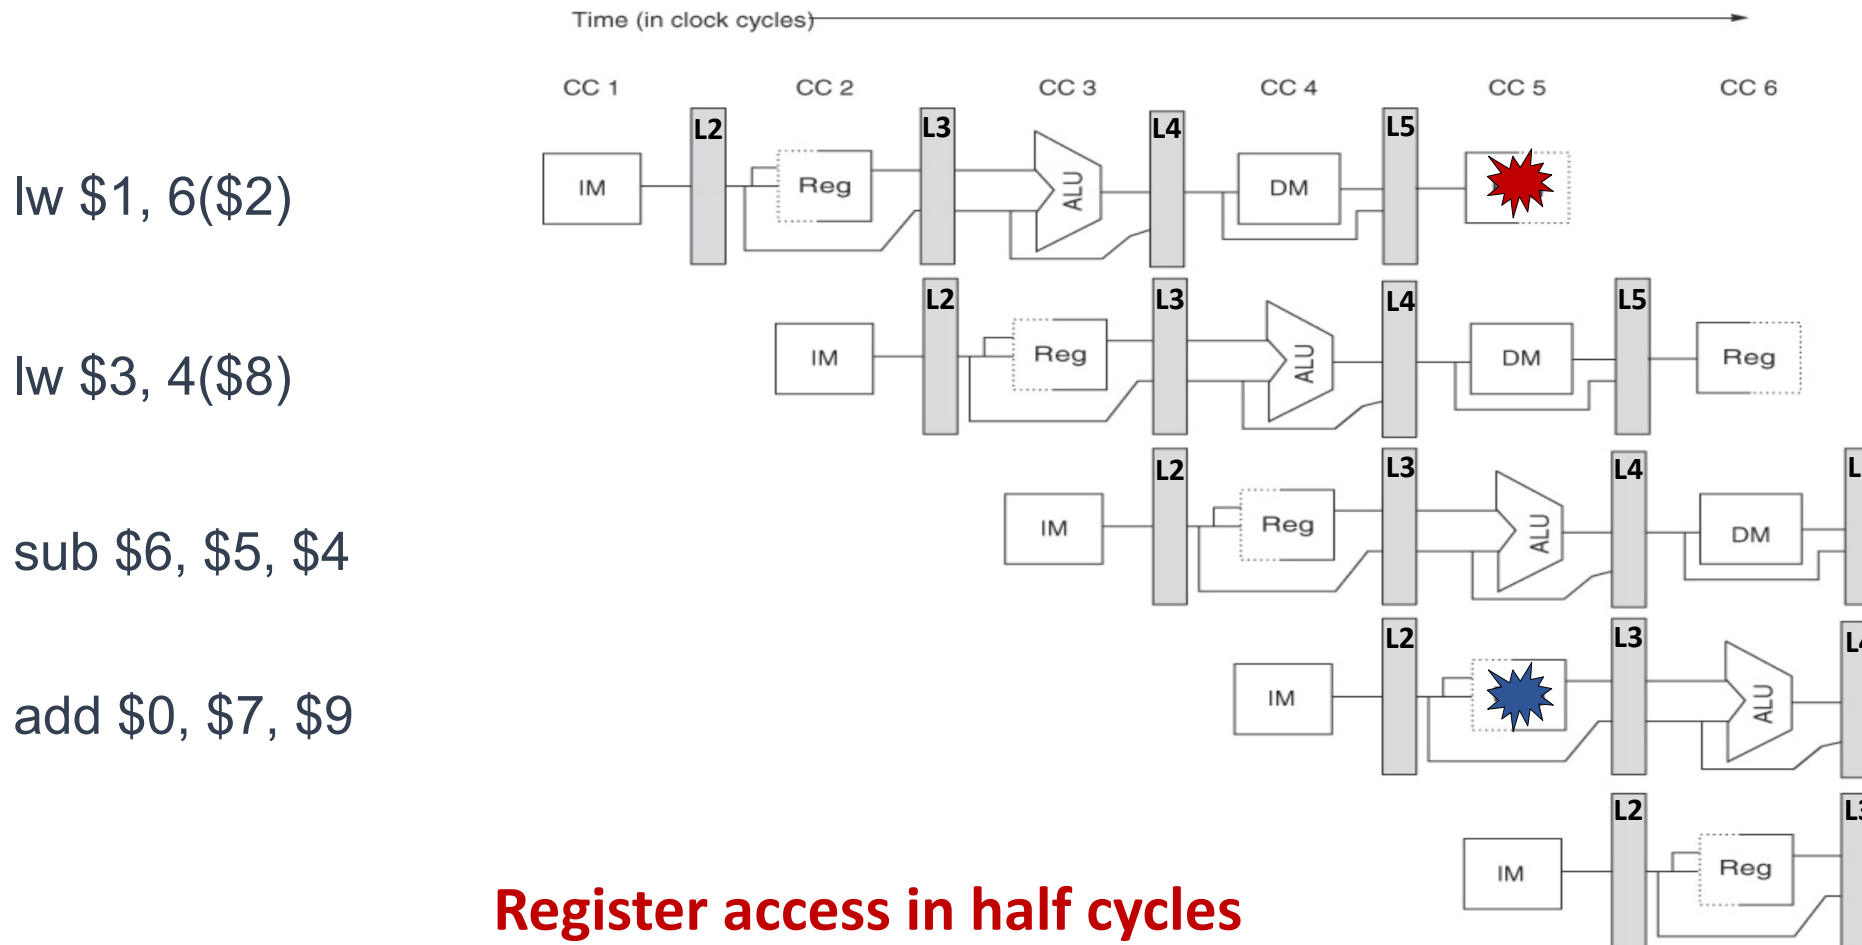 Time (in clock cycles)
CC 1 CC 2 CC 3 CC 4 CC 5 CC 6
lw $1, 6($2)
L2 L3 L4 L5
IM Reg ALU DM
lw $3, 4($8)
L2 L3 L4 L5
IM Reg ALU DM Reg
sub $6, $5, $4
L2 L3 L4 L
IM Reg ALU DM
add $0, $7, $9
L2 L3 L4
IM ALU
L2 L3
IM Reg
Register access in half cycles